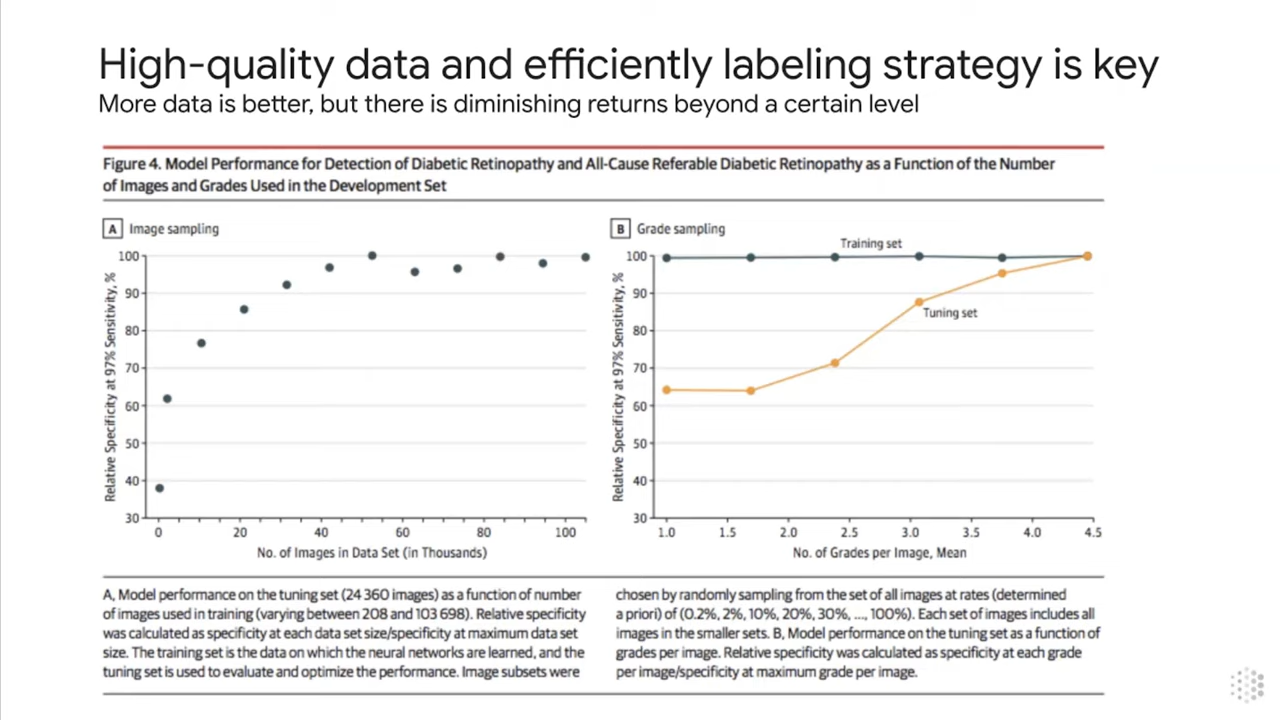 High-quality data and efficiently labeling strategy is key
More data is better, but there is diminishing returns beyond a certain level
Figure 4. Model Performance for Detection of Diabetic Retinopathy and All-Cause Referable Diabetic Retinopathy as a Function of the Number
of Images and Grades Used in the Development Set
A Image sampling
100
90
80
70
60
50
40
30
Relative Specificity at 97% Sensitivity, %
0 20 40 60 80 100
No. of Images in Data Set (in Thousands)
B Grade sampling
Training set
Tuning set
100
90
80
70
60
50
40
30
Relative Specificity at 97% Sensitivity, %
1.0 1.5 2.0 2.5 3.0 3.5 4.0 4.5
No. of Grades per Image, Mean
A, Model performance on the tuning set (24 360 images) as a function of number
of images used in training (varying between 208 and 103 698). Relative specificity
was calculated as specificity at each data set size/specificity at maximum data set
size. The training set is the data on which the neural networks are learned, and the
tuning set is used to evaluate and optimize the performance. Image subsets were
chosen by randomly sampling from the set of all images at rates (determined
a priori) of (0.2%, 2%, 10%, 20%, 30%, ..., 100%). Each set of images includes all
images in the smaller sets. B, Model performance on the tuning set as a function of
grades per image. Relative specificity was calculated as specificity at each grade
per image/specificity at maximum grade per image.